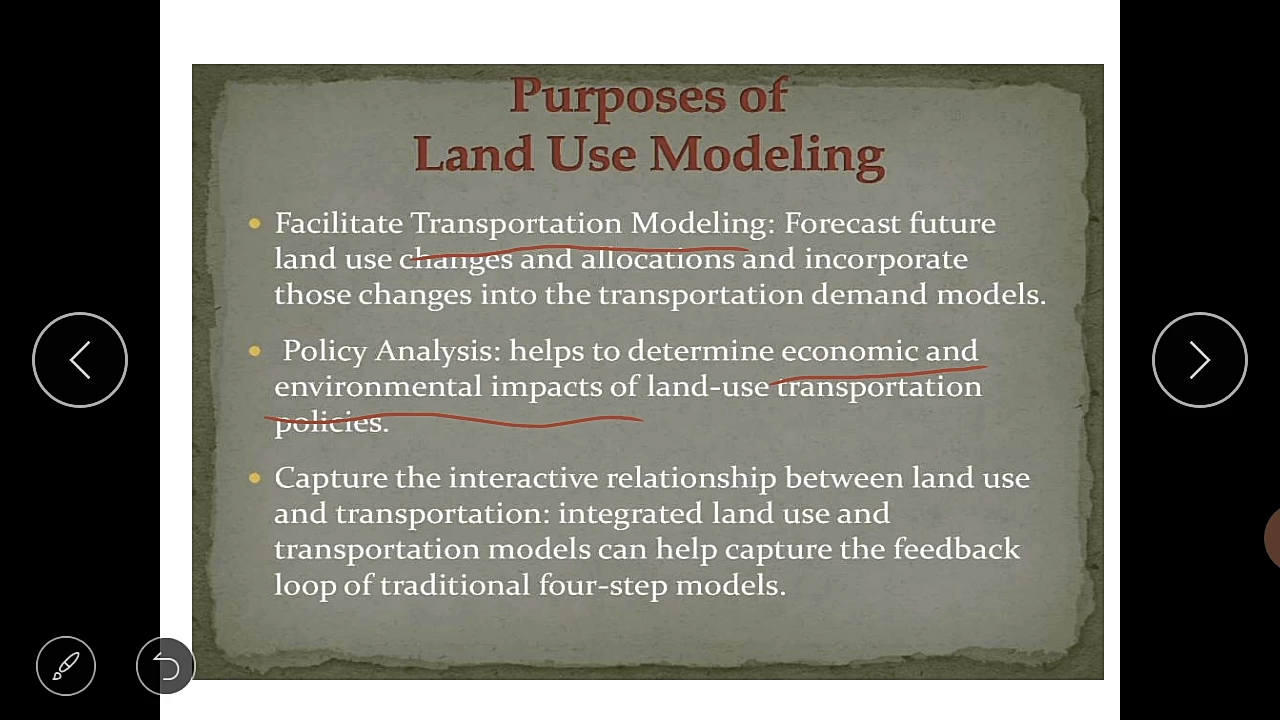 Purposes of
Land Use Modeling
• Facilitate Transportation Modeling: Forecast future
land use changes and allocations and incorporate
those changes into the transportation demand models.
• Policy Analysis: helps to determine economic and
environmental impacts of land-use transportation
policies.
• Capture the interactive relationship between land use
and transportation: integrated land use and
transportation models can help capture the feedback
loop of traditional four-step models.